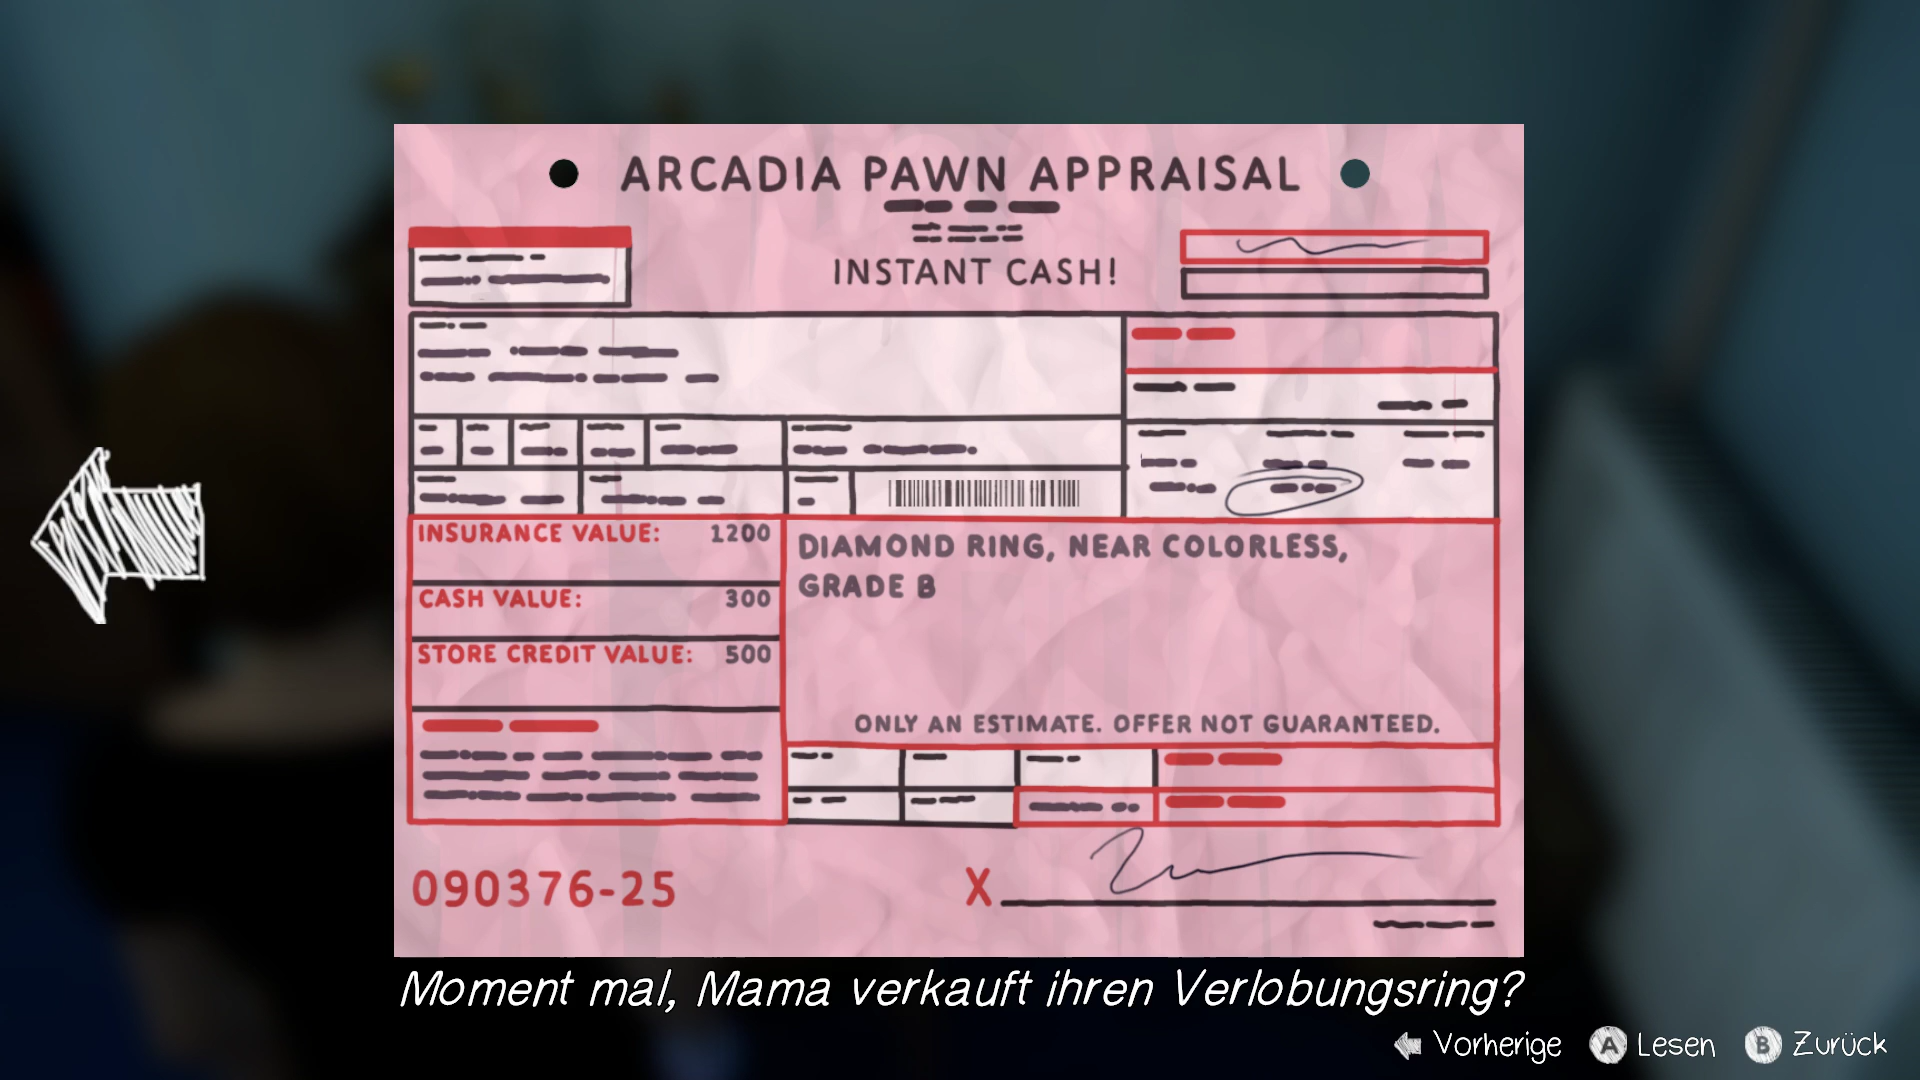 ARCADIA PAWN APPRAISAL
INSTANT CASH!
INSURANCE VALUE: 1200
CASH VALUE: 300
STORE CREDIT VALUE: 500
DIAMOND RING, NEAR COLORLESS,
GRADE B
ONLY AN ESTIMATE. OFFER NOT GUARANTEED.
090376-25
X
Moment mal, Mama verkauft ihren Verlobungsring?
Vorherige A Lesen B Zurück